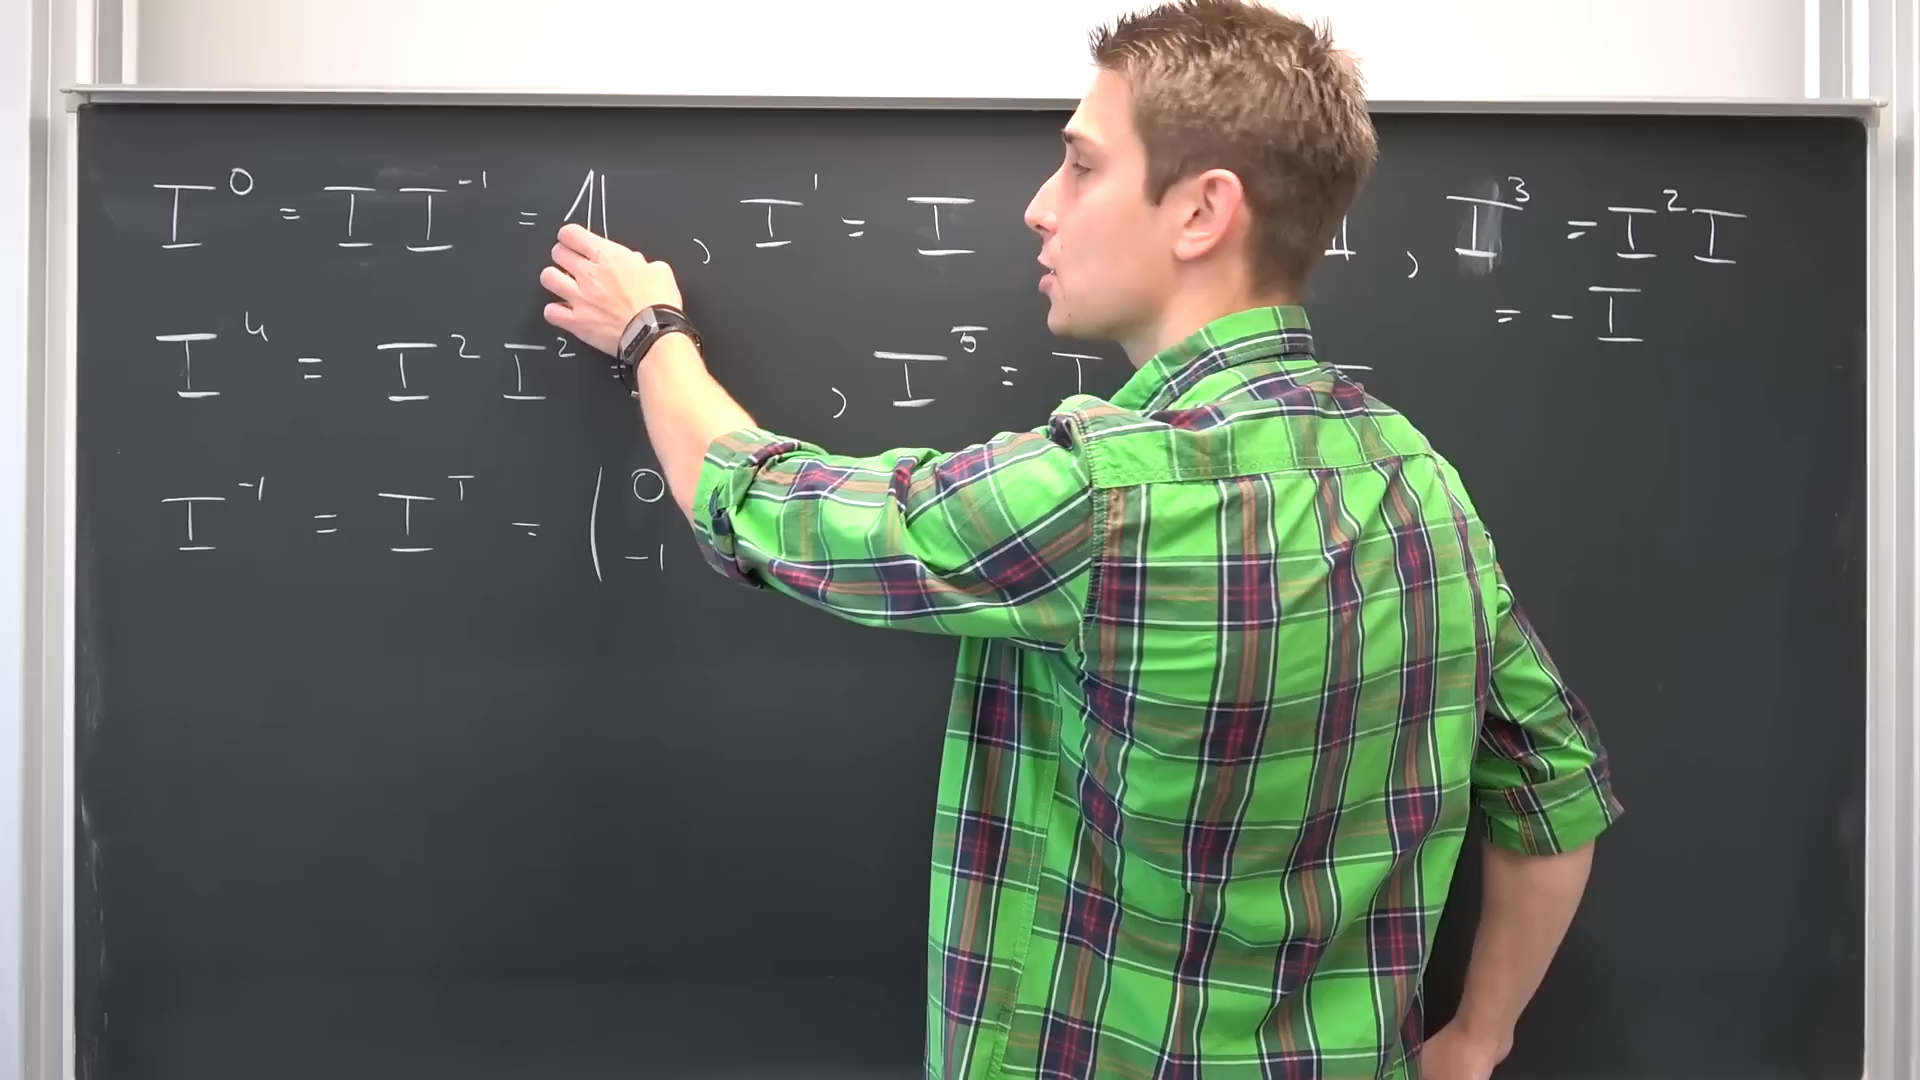 I⁰ = I I⁻¹ = 𝟙 , I¹ = I , I³ = I² I
= - I
I⁴ = I² I² = , I⁵ = I
I⁻¹ = Iᵀ = ( 0
-1